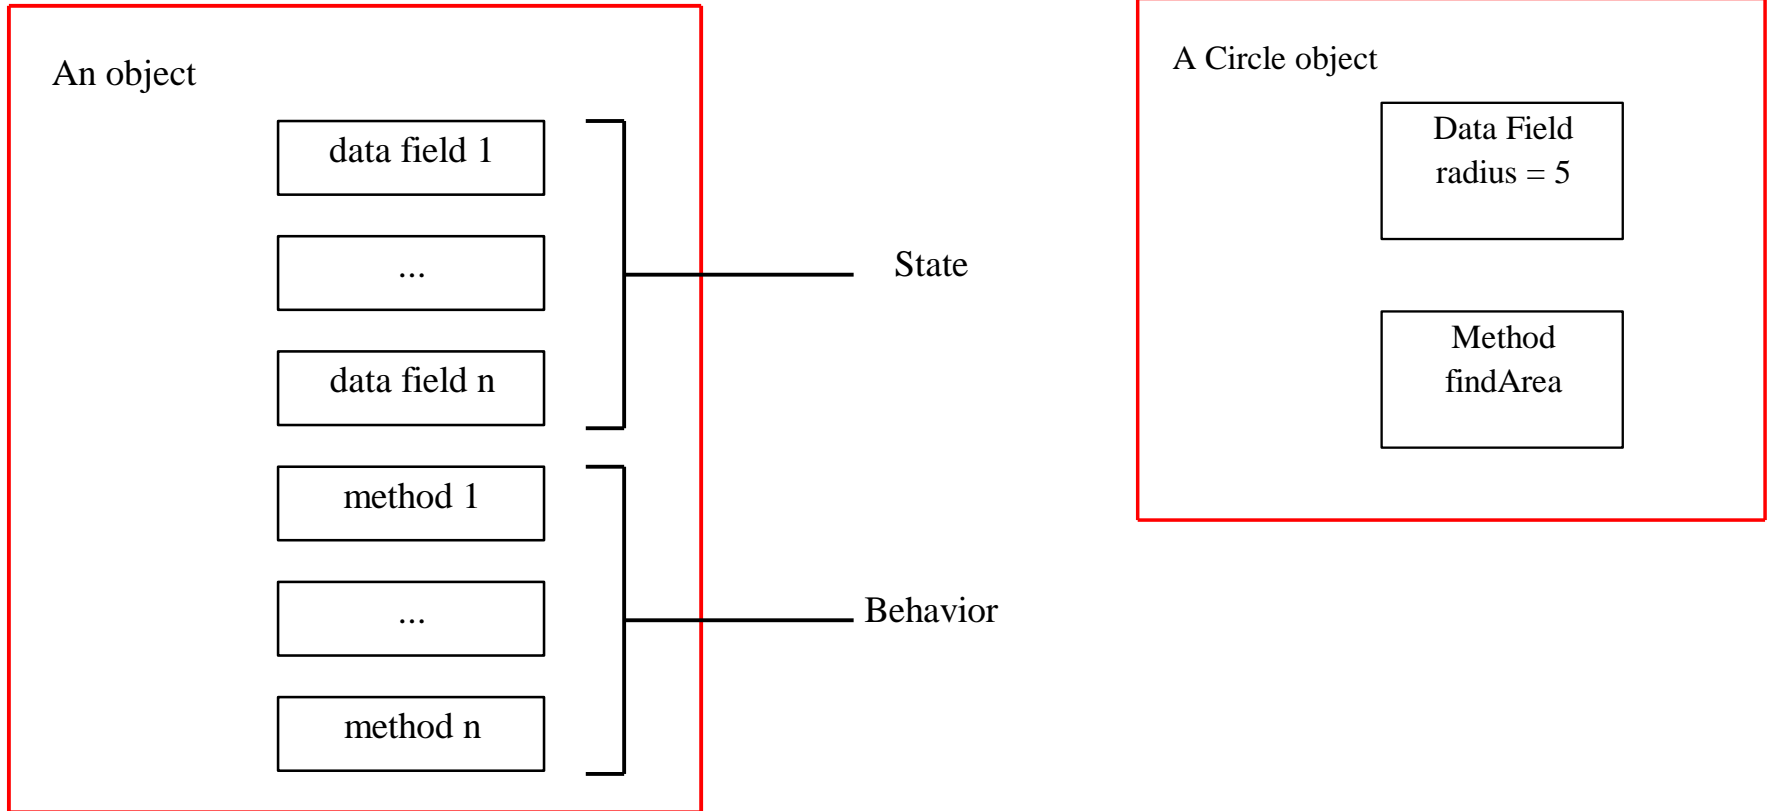 An object
data field 1
...
data field n
method 1
...
method n
State
Behavior
A Circle object
Data Field
radius = 5
Method
findArea